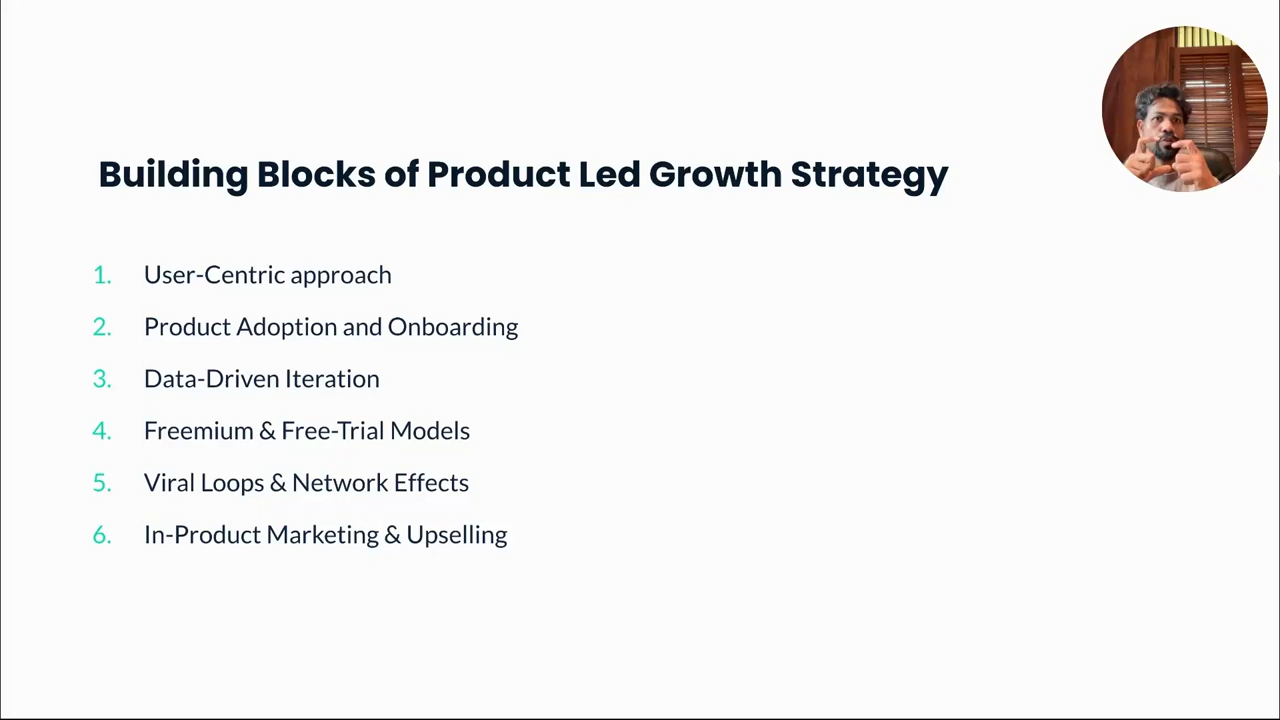 Building Blocks of Product Led Growth Strategy
1. User-Centric approach
2. Product Adoption and Onboarding
3. Data-Driven Iteration
4. Freemium & Free-Trial Models
5. Viral Loops & Network Effects
6. In-Product Marketing & Upselling